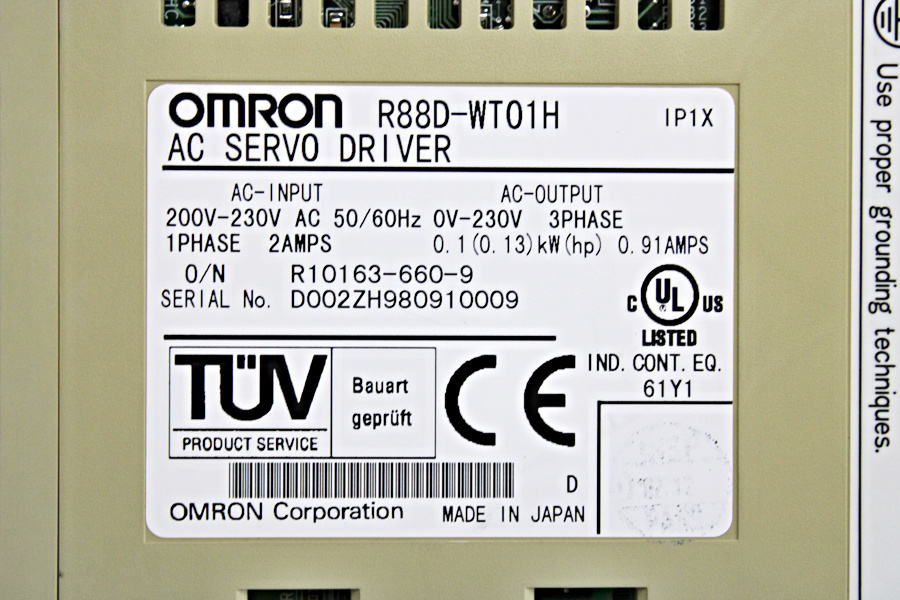 OMRON R88D-WT01H IP1X
AC SERVO DRIVER
AC-INPUT AC-OUTPUT
200V-230V AC 50/60Hz 0V-230V 3PHASE
1PHASE 2AMPS 0.1(0.13)kW(hp) 0.91AMPS
O/N R10163-660-9
SERIAL No. D002ZH980910009
C UL US
LISTED
IND. CONT. EQ.
61Y1
TÜV
PRODUCT SERVICE
Bauart
geprüft
CE
D
OMRON Corporation MADE IN JAPAN
Use proper grounding techniques.